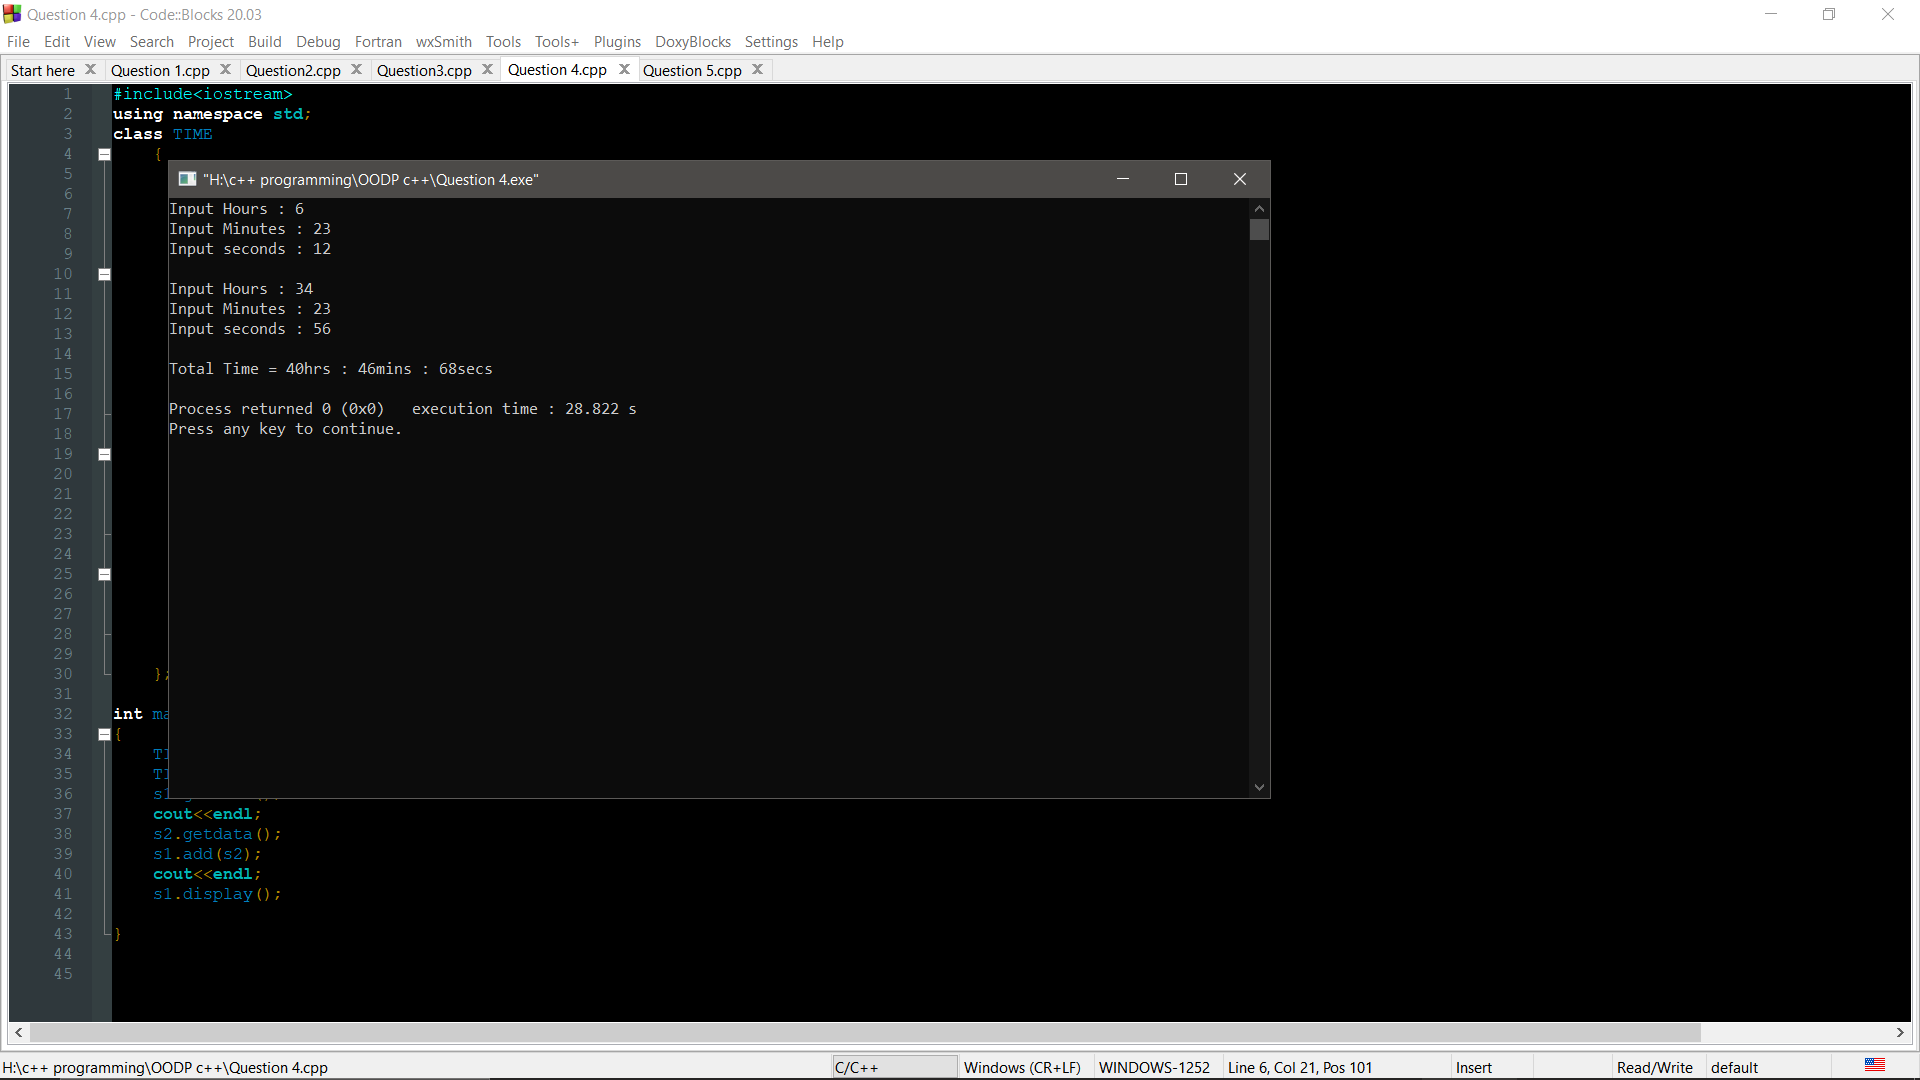 Question 4.cpp - Code::Blocks 20.03
File Edit View Search Project Build Debug Fortran wxSmith Tools Tools+ Plugins DoxyBlocks Settings Help
Start here Question 1.cpp Question2.cpp Question3.cpp Question 4.cpp Question 5.cpp
1 #include<iostream>
2 using namespace std;
3 class TIME
4 {
"H:\c++ programming\OODP c++\Question 4.exe"
5
6 Input Hours : 6
7 Input Minutes : 23
8 Input seconds : 12
9
10 Input Hours : 34
11 Input Minutes : 23
12 Input seconds : 56
13
14 Total Time = 40hrs : 46mins : 68secs
15
16 Process returned 0 (0x0) execution time : 28.822 s
17 Press any key to continue.
18
19
20
21
22
23
24
25
26
27
28
29
30 };
31
32 int
33 {
34
35
36
37 cout<<endl;
38 s2.getdata();
39 s1.add(s2);
40 cout<<endl;
41 s1.display();
42
43 }
44
45
H:\c++ programming\OODP c++\Question 4.cpp C/C++ Windows (CR+LF) WINDOWS-1252 Line 6, Col 21, Pos 101 Insert Read/Write default